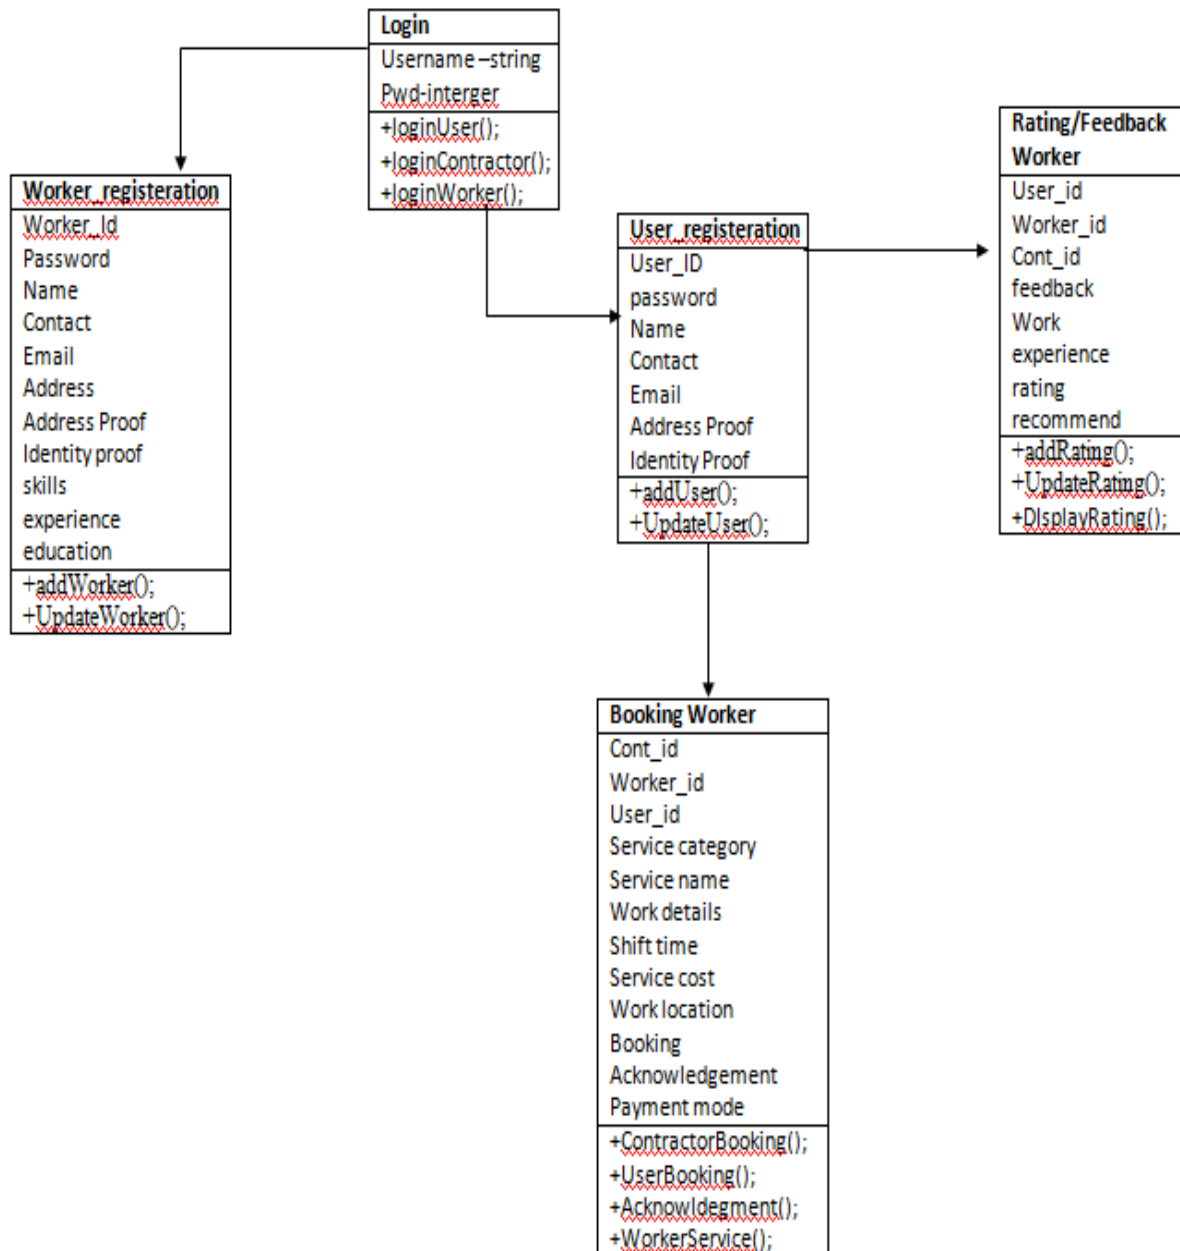 Login
Username –string
Pwd-interger
+loginUser();
+loginContractor();
+loginWorker();
Worker_registeration
Worker_Id
Password
Name
Contact
Email
Address
Address Proof
Identity proof
skills
experience
education
+addWorker();
+UpdateWorker();
User_registeration
User_ID
password
Name
Contact
Email
Address Proof
Identity Proof
+addUser();
+UpdateUser();
Rating/Feedback
Worker
User_id
Worker_id
Cont_id
feedback
Work
experience
rating
recommend
+addRating();
+UpdateRating();
+DIsplayRating();
Booking Worker
Cont_id
Worker_id
User_id
Service category
Service name
Work details
Shift time
Service cost
Work location
Booking
Acknowledgement
Payment mode
+ContractorBooking();
+UserBooking();
+Acknowldegment();
+WorkerService();